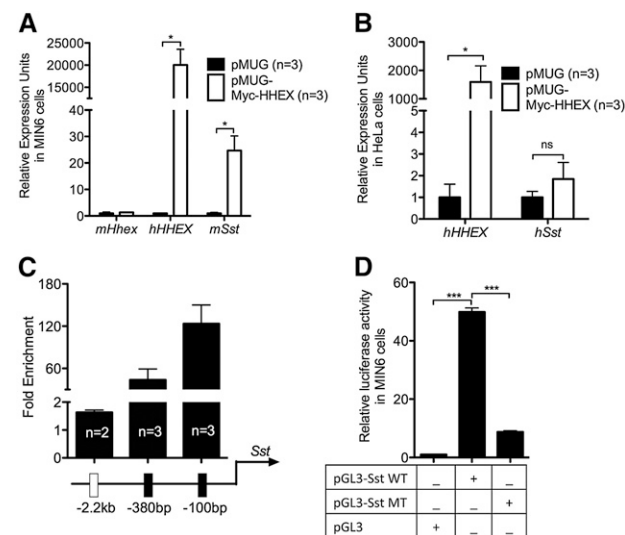 A
Relative Expression Units
in MIN6 cells
25000
20000
15000
10000
40
30
20
10
0
*
*
pMUG (n=3)
pMUG-
Myc-HHEX (n=3)
mHhex hHHEX mSst
B
Relative Expression Units
in HeLa cells
3000
2000
1000
5
4
3
2
1
0
*
ns
pMUG (n=3)
pMUG-
Myc-HHEX (n=3)
hHHEX hSst
C
Fold Enrichment
180
120
60
2
1
0
n=2 n=3 n=3
Sst
-2.2kb -380bp -100bp
D
Relative luciferase activity
in MIN6 cells
60
40
20
0
*** ***
pGL3-Sst WT – + –
pGL3-Sst MT – – +
pGL3 + – –